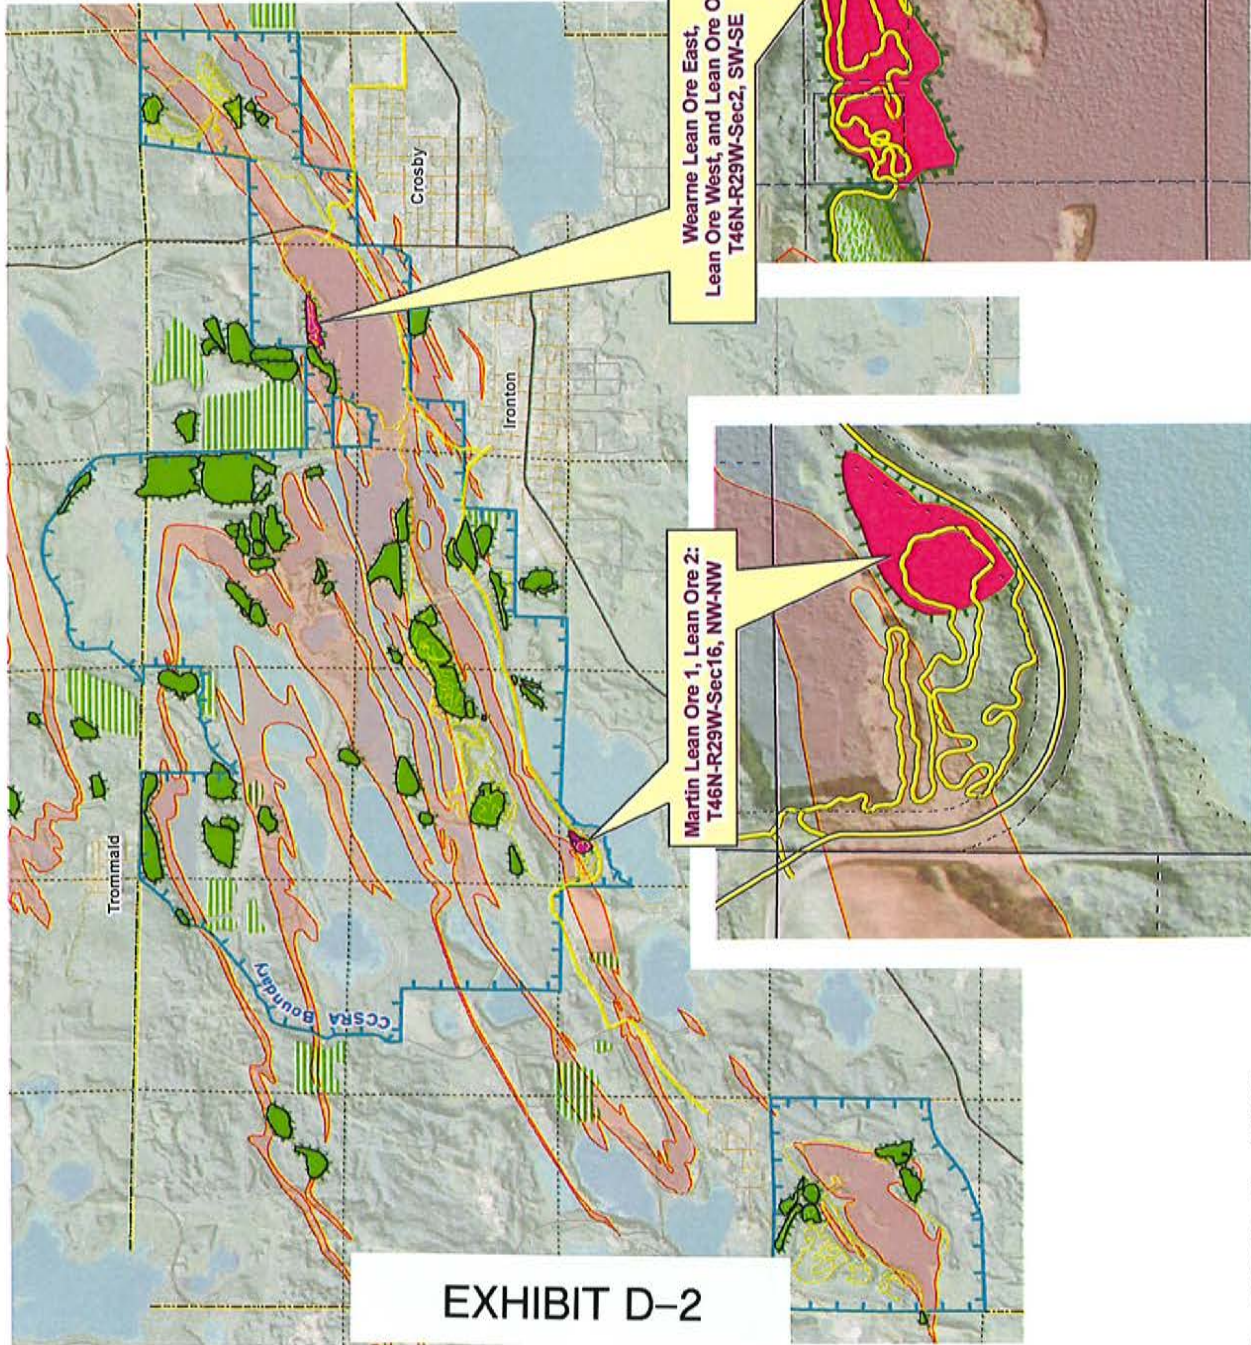 Crosby
Wearne Lean Ore East,
Lean Ore West, and Lean Ore
T46N-R29W-Sec2, SW-SE
Ironton
Martin Lean Ore 1, Lean Ore 2:
T46N-R29W-Sec16, NW-NW
Trommald
CCSRA Boundary
EXHIBIT D-2